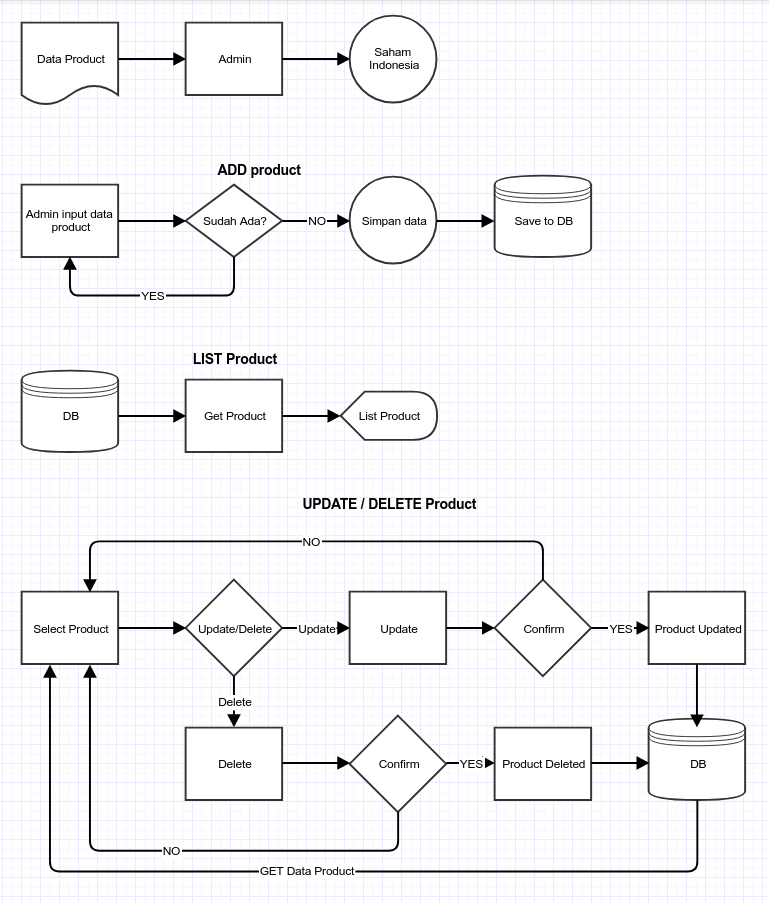 Data Product
Admin
Saham
Indonesia
ADD product
Admin input data
product
Sudah Ada?
NO
Simpan data
Save to DB
YES
LIST Product
DB
Get Product
List Product
UPDATE / DELETE Product
NO
Select Product
Update/Delete
Update
Update
Confirm
YES
Product Updated
Delete
Delete
Confirm
YES
Product Deleted
DB
NO
GET Data Product